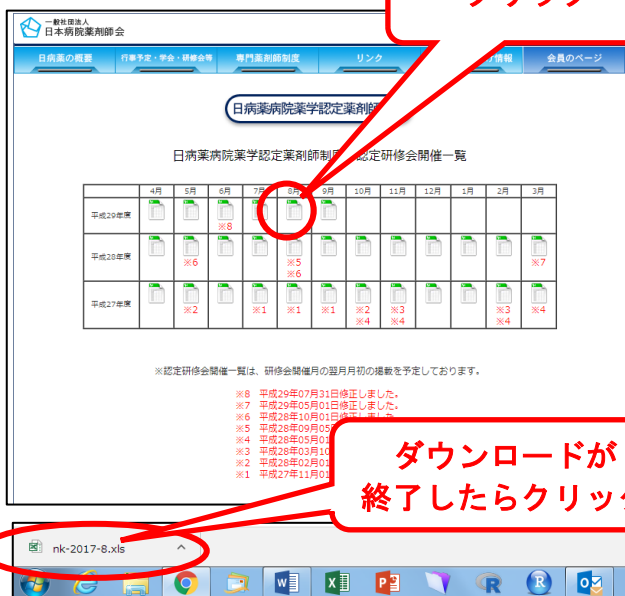 クリック
一般社団法人
日本病院薬剤師会
日病薬の概要 行事予定・学会・研修会等 専門薬剤師制度 リンク 情報 会員のページ
日病薬病院薬学認定薬剤師
日病薬病院薬学認定薬剤師制度 認定研修会開催一覧
4月 5月 6月 7月 8月 9月 10月 11月 12月 1月 2月 3月
平成29年度
※8
平成28年度
※6 ※5 ※7
※6
平成27年度
※2 ※1 ※1 ※1 ※2 ※3 ※3 ※4
※4 ※4 ※4
※認定研修会開催一覧は、研修会開催月の翌月月初の掲載を予定しております。
※8 平成29年07月31日修正しました。
※7 平成29年05月01日修正しました。
※6 平成28年10月01日修正しました。
※5 平成28年09月05
※4 平成28年05月01
※3 平成28年03月10
※2 平成28年02月01
※1 平成27年11月01
ダウンロードが
終了したらクリック
nk-2017-8.xls